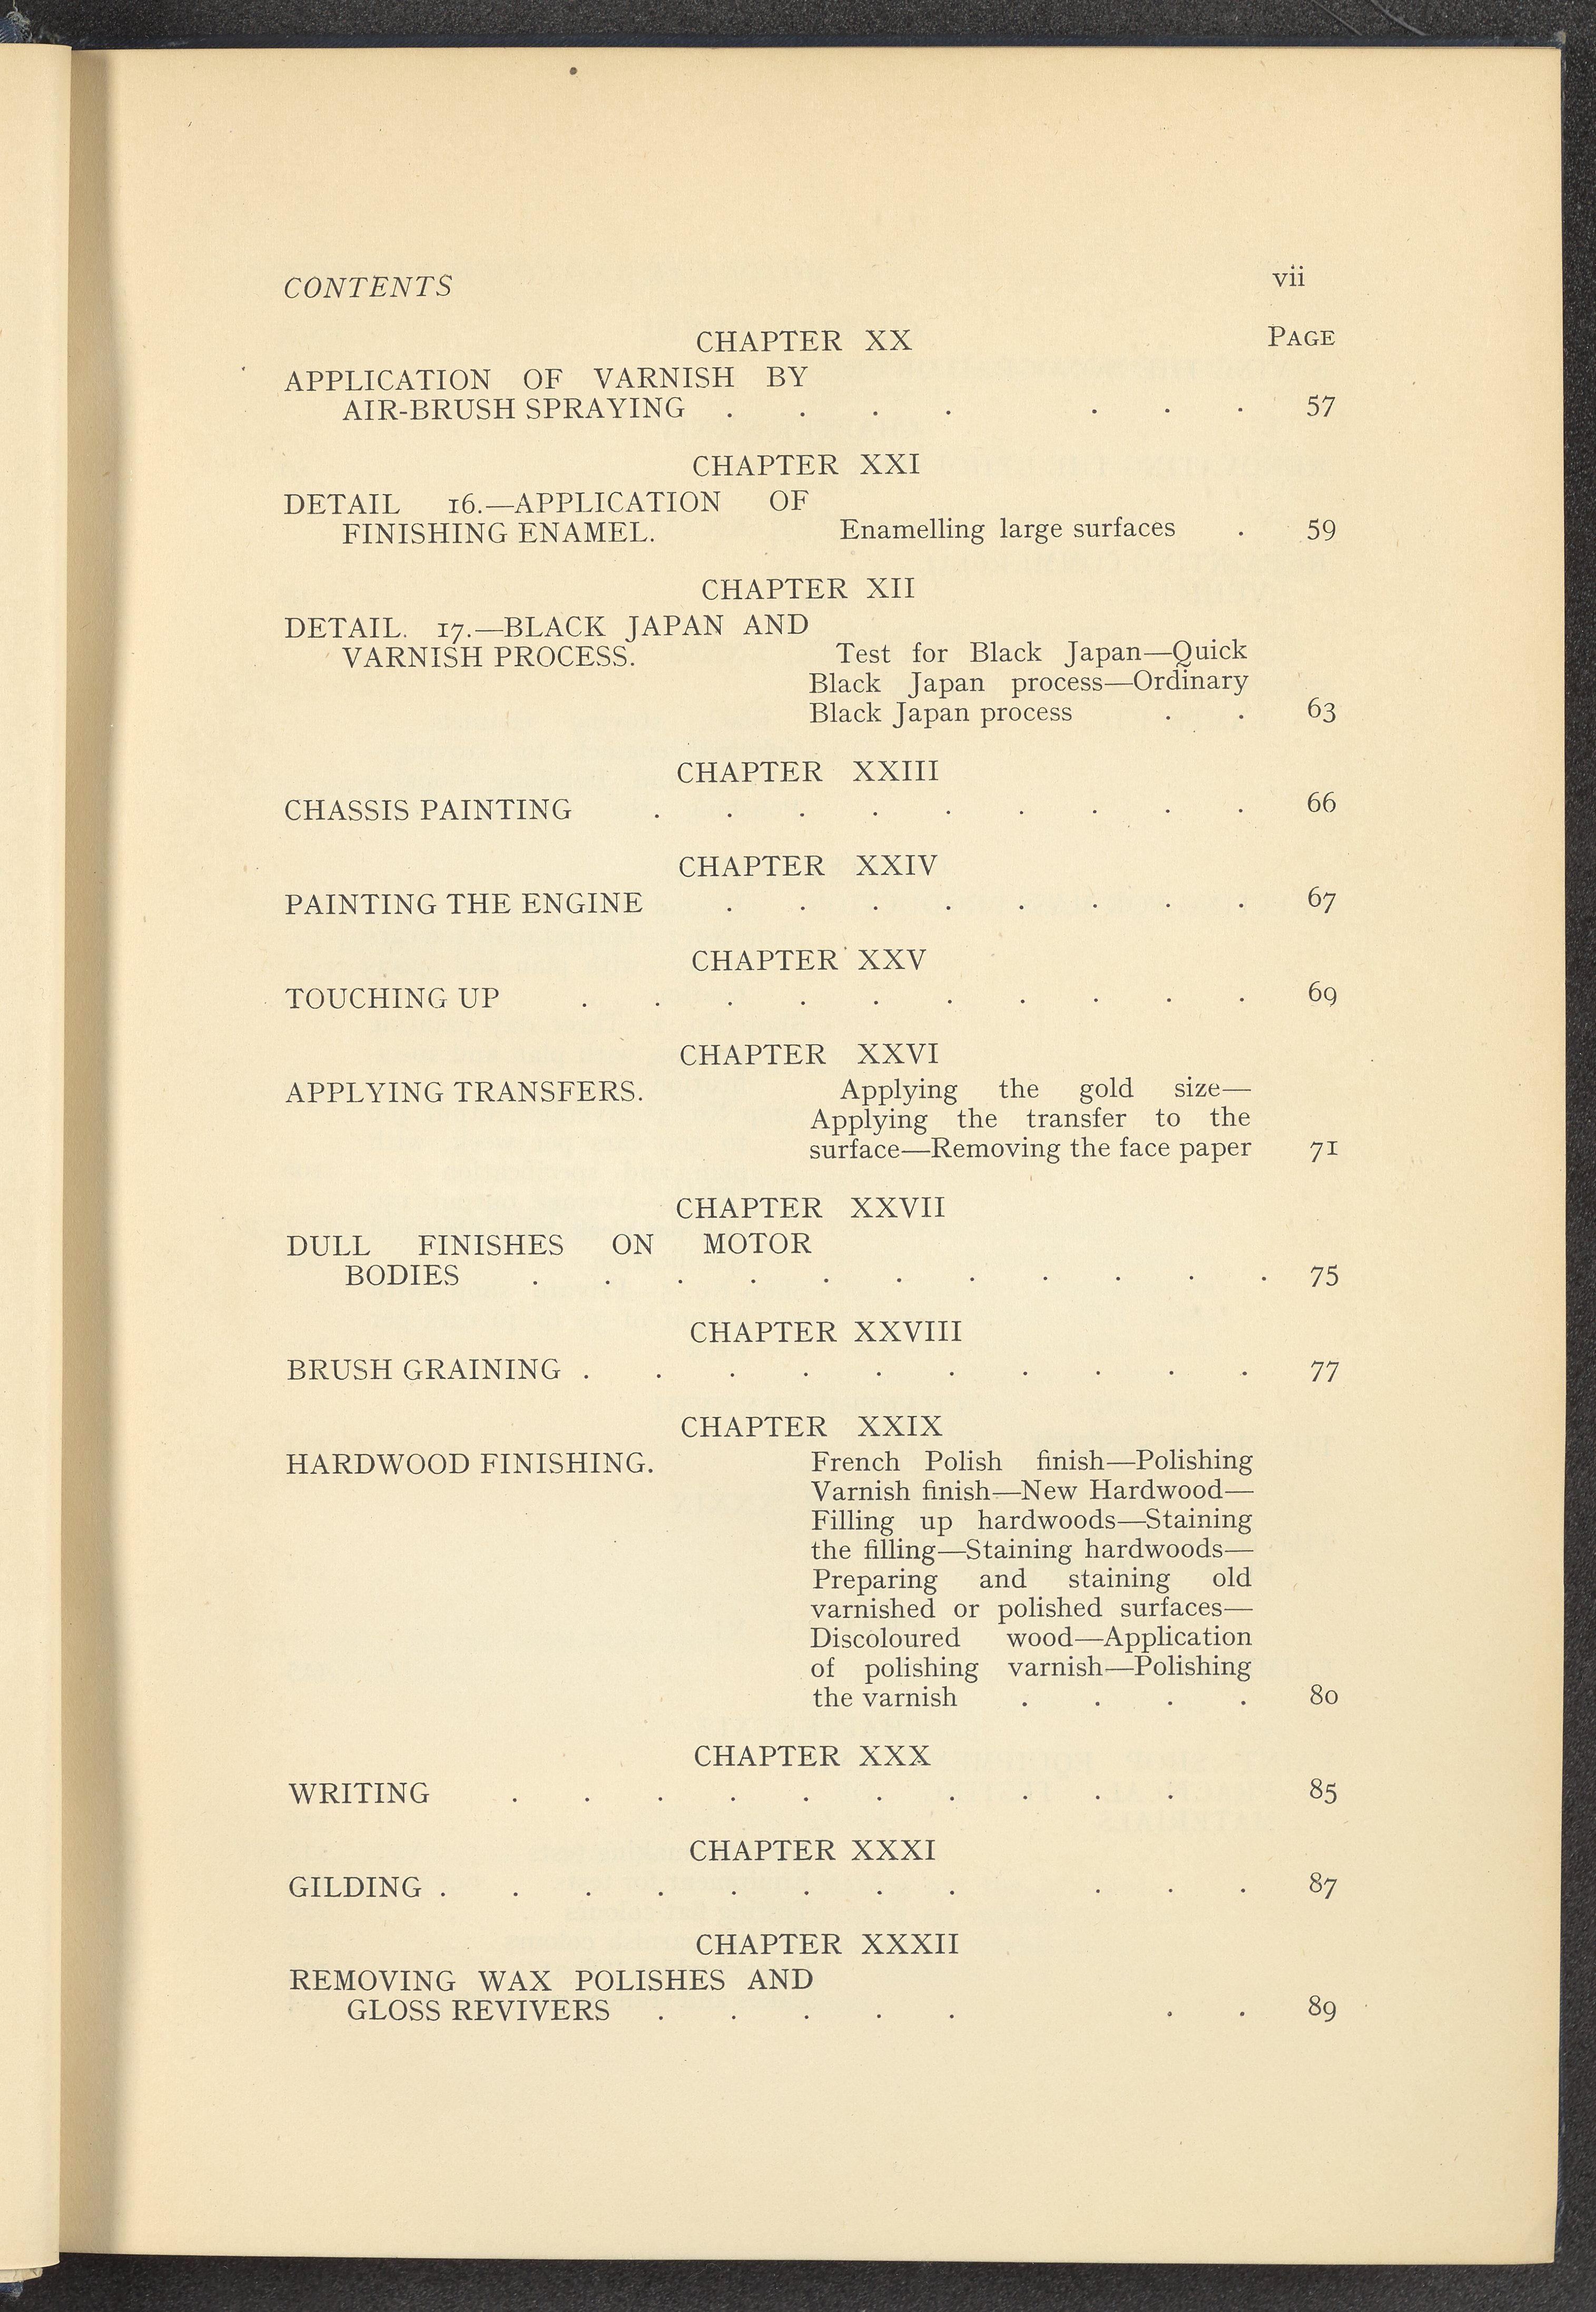 CONTENTS vii
CHAPTER XX PAGE
APPLICATION OF VARNISH BY
AIR-BRUSH SPRAYING . . . . . . . 57
CHAPTER XXI
DETAIL 16.—APPLICATION OF
FINISHING ENAMEL. Enamelling large surfaces . 59
CHAPTER XII
DETAIL. 17.—BLACK JAPAN AND
VARNISH PROCESS. Test for Black Japan—Quick
Black Japan process—Ordinary
Black Japan process . . 63
CHAPTER XXIII
CHASSIS PAINTING . . . . . . . . . 66
CHAPTER XXIV
PAINTING THE ENGINE . . . . . . . . 67
CHAPTER XXV
TOUCHING UP . . . . . . . . . . 69
CHAPTER XXVI
APPLYING TRANSFERS. Applying the gold size—
Applying the transfer to the
surface—Removing the face paper 71
CHAPTER XXVII
DULL FINISHES ON MOTOR
BODIES . . . . . . . . . . . 75
CHAPTER XXVIII
BRUSH GRAINING . . . . . . . . . . 77
CHAPTER XXIX
HARDWOOD FINISHING. French Polish finish—Polishing
Varnish finish—New Hardwood—
Filling up hardwoods—Staining
the filling—Staining hardwoods—
Preparing and staining old
varnished or polished surfaces—
Discoloured wood—Application
of polishing varnish—Polishing
the varnish . . . . 80
CHAPTER XXX
WRITING . . . . . . . . . . 85
CHAPTER XXXI
GILDING . . . . . . . . . . . 87
CHAPTER XXXII
REMOVING WAX POLISHES AND
GLOSS REVIVERS . . . . . . . 89